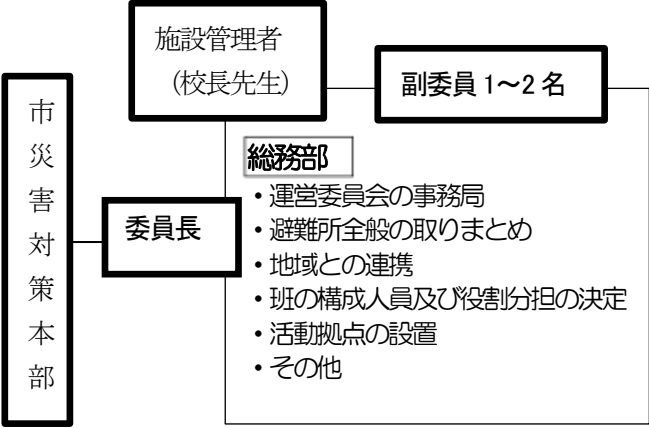 施設管理者
(校長先生)
副委員1～2名
市災害対策本部
委員長
総務部
・運営委員会の事務局
・避難所全般の取りまとめ
・地域との連携
・班の構成人員及び役割分担の決定
・活動拠点の設置
・その他